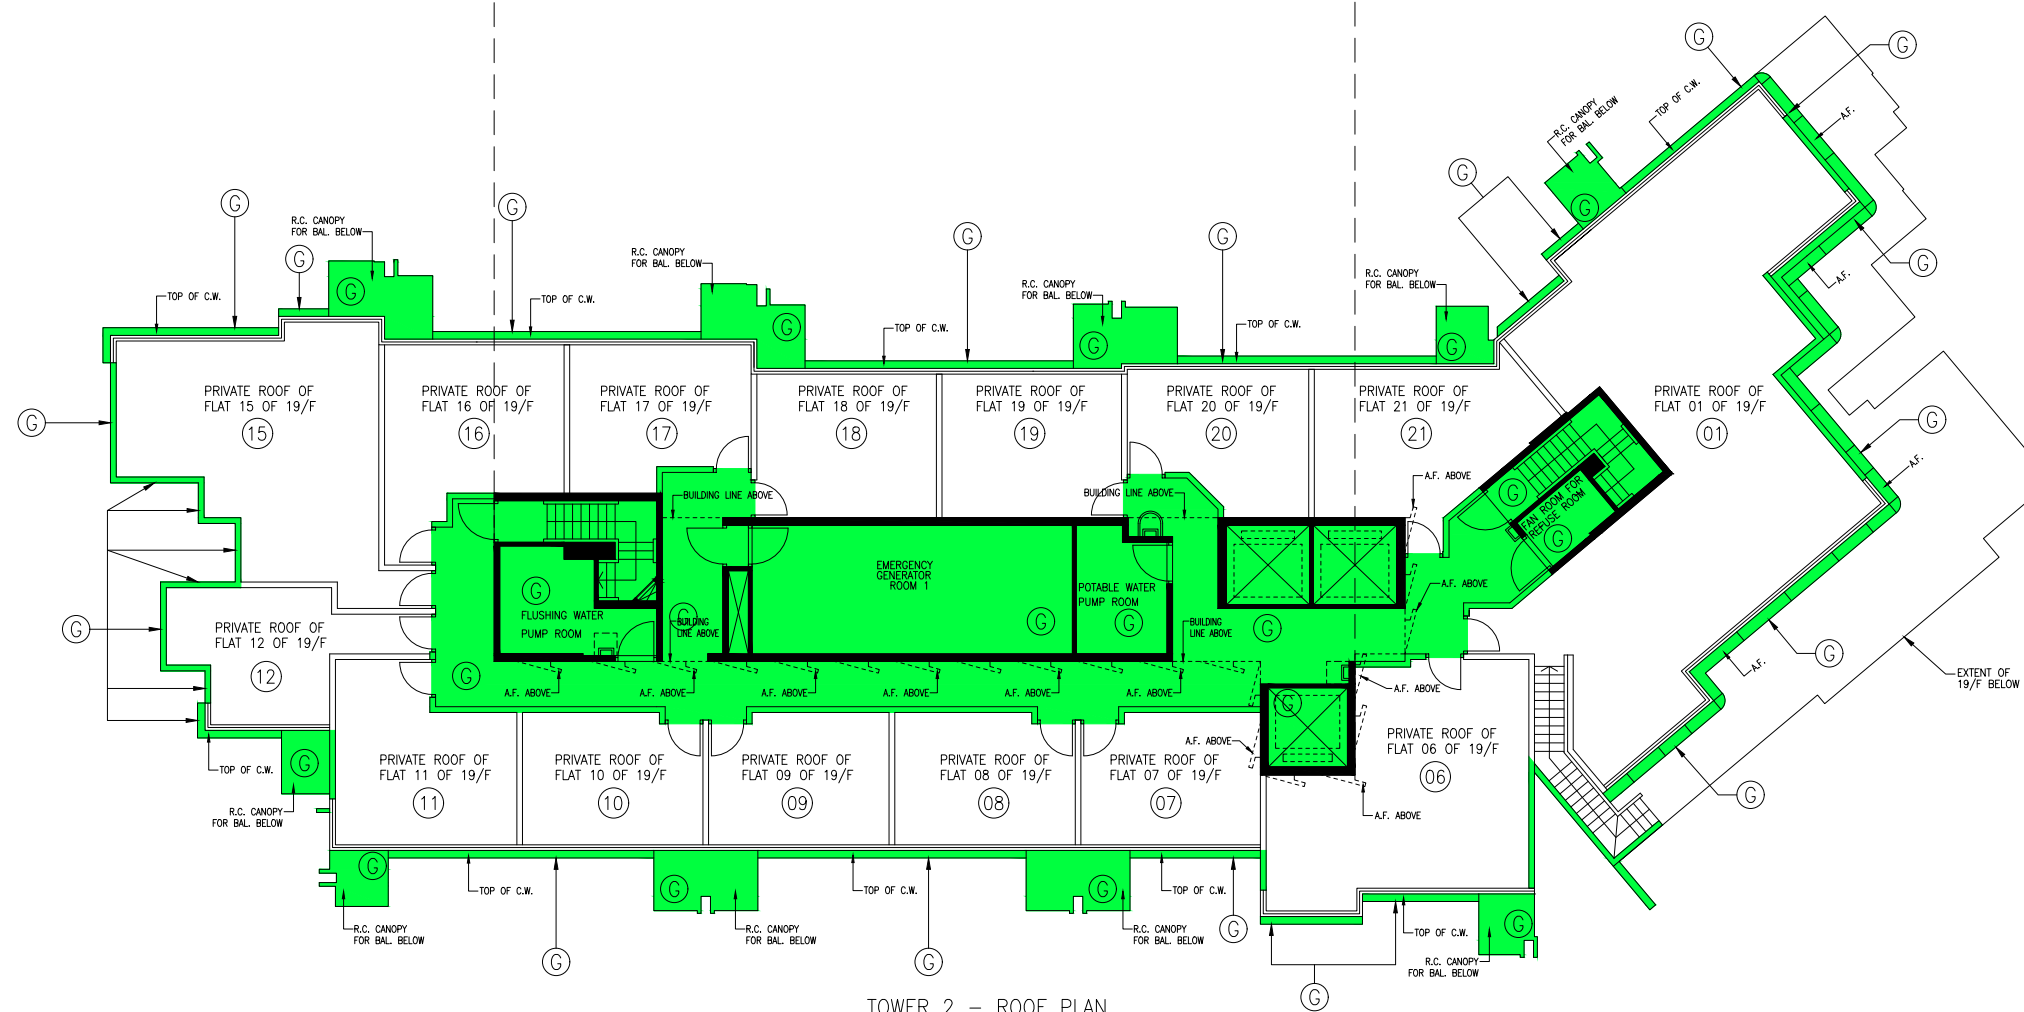 G
G
TOP OF C.W.
A.F.
R.C. CANOPY
FOR BAL. BELOW
G
G
G
G
R.C. CANOPY
FOR BAL. BELOW
G
G
G
G
R.C. CANOPY
FOR BAL. BELOW
G
A.F.
R.C. CANOPY
FOR BAL. BELOW
R.C. CANOPY
FOR BAL. BELOW
G
TOP OF C.W.
TOP OF C.W.
G
TOP OF C.W.
G
TOP OF C.W.
G
PRIVATE ROOF OF
FLAT 15 OF 19/F
15
PRIVATE ROOF OF
FLAT 16 OF 19/F
16
PRIVATE ROOF OF
FLAT 17 OF 19/F
17
PRIVATE ROOF OF
FLAT 18 OF 19/F
18
PRIVATE ROOF OF
FLAT 19 OF 19/F
19
PRIVATE ROOF OF
FLAT 20 OF 19/F
20
PRIVATE ROOF OF
FLAT 21 OF 19/F
21
PRIVATE ROOF OF
FLAT 01 OF 19/F
01
G
G
A.F.
A.F. ABOVE
BUILDING LINE ABOVE
BUILDING LINE ABOVE
G
FAN ROOM FOR
REFUSE ROOM
G
EMERGENCY
GENERATOR
ROOM 1
A.F. ABOVE
G
FLUSHING WATER
PUMP ROOM
G
BUILDING
LINE ABOVE
G
POTABLE WATER
PUMP ROOM
G
BUILDING
LINE ABOVE
G
G
PRIVATE ROOF OF
FLAT 12 OF 19/F
12
G
A.F. ABOVE
A.F. ABOVE
A.F. ABOVE
A.F. ABOVE
A.F. ABOVE
A.F. ABOVE
A.F. ABOVE
G
G
A.F.
EXTENT OF
19/F BELOW
PRIVATE ROOF OF
FLAT 11 OF 19/F
11
PRIVATE ROOF OF
FLAT 10 OF 19/F
10
PRIVATE ROOF OF
FLAT 09 OF 19/F
09
PRIVATE ROOF OF
FLAT 08 OF 19/F
08
PRIVATE ROOF OF
FLAT 07 OF 19/F
07
A.F. ABOVE
PRIVATE ROOF OF
FLAT 06 OF 19/F
06
A.F. ABOVE
G
TOP OF C.W.
G
R.C. CANOPY
FOR BAL. BELOW
G
TOP OF C.W.
G
TOP OF C.W.
G
TOP OF C.W.
R.C. CANOPY
FOR BAL. BELOW
R.C. CANOPY
FOR BAL. BELOW
R.C. CANOPY
FOR BAL. BELOW
G
TOP OF C.W.
G
R.C. CANOPY
FOR BAL. BELOW
G
G
G
TOWER 2 - ROOF PLAN